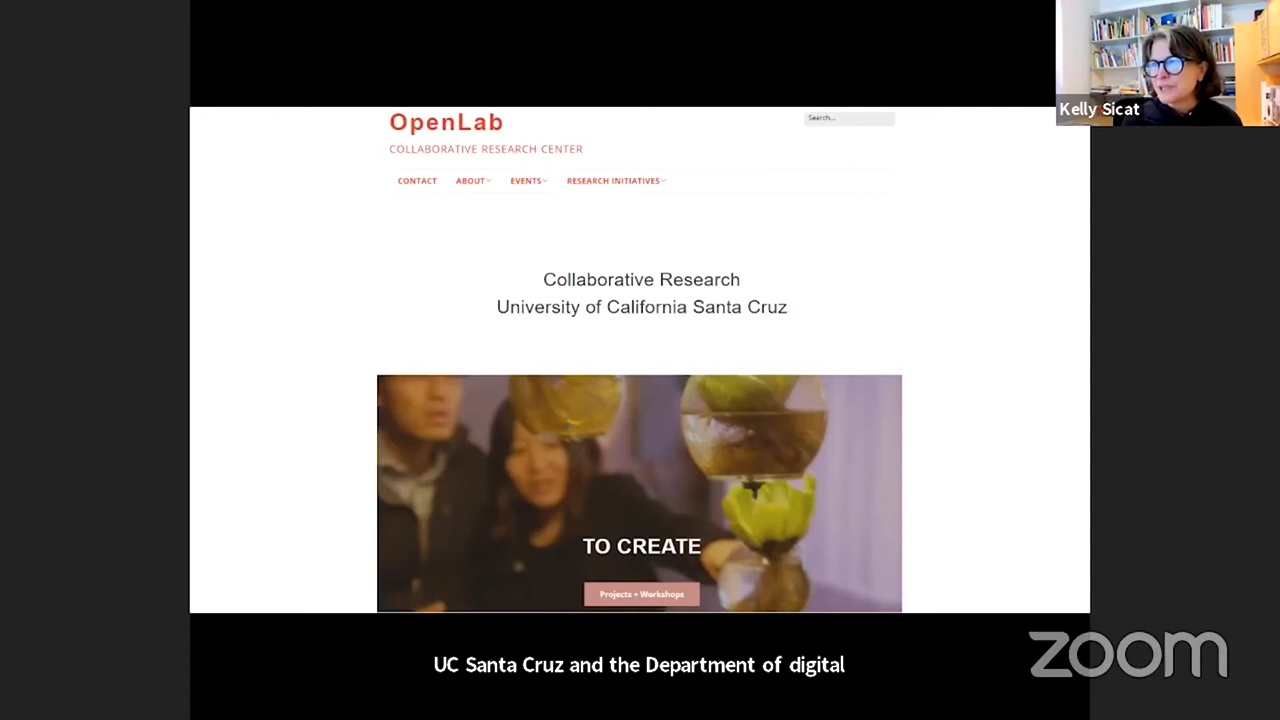 Kelly Sicat
OpenLab
Search...
COLLABORATIVE RESEARCH CENTER
CONTACT ABOUT EVENTS RESEARCH INITIATIVES
Collaborative Research
University of California Santa Cruz
TO CREATE
Projects + Workshops
UC Santa Cruz and the Department of digital
zoom